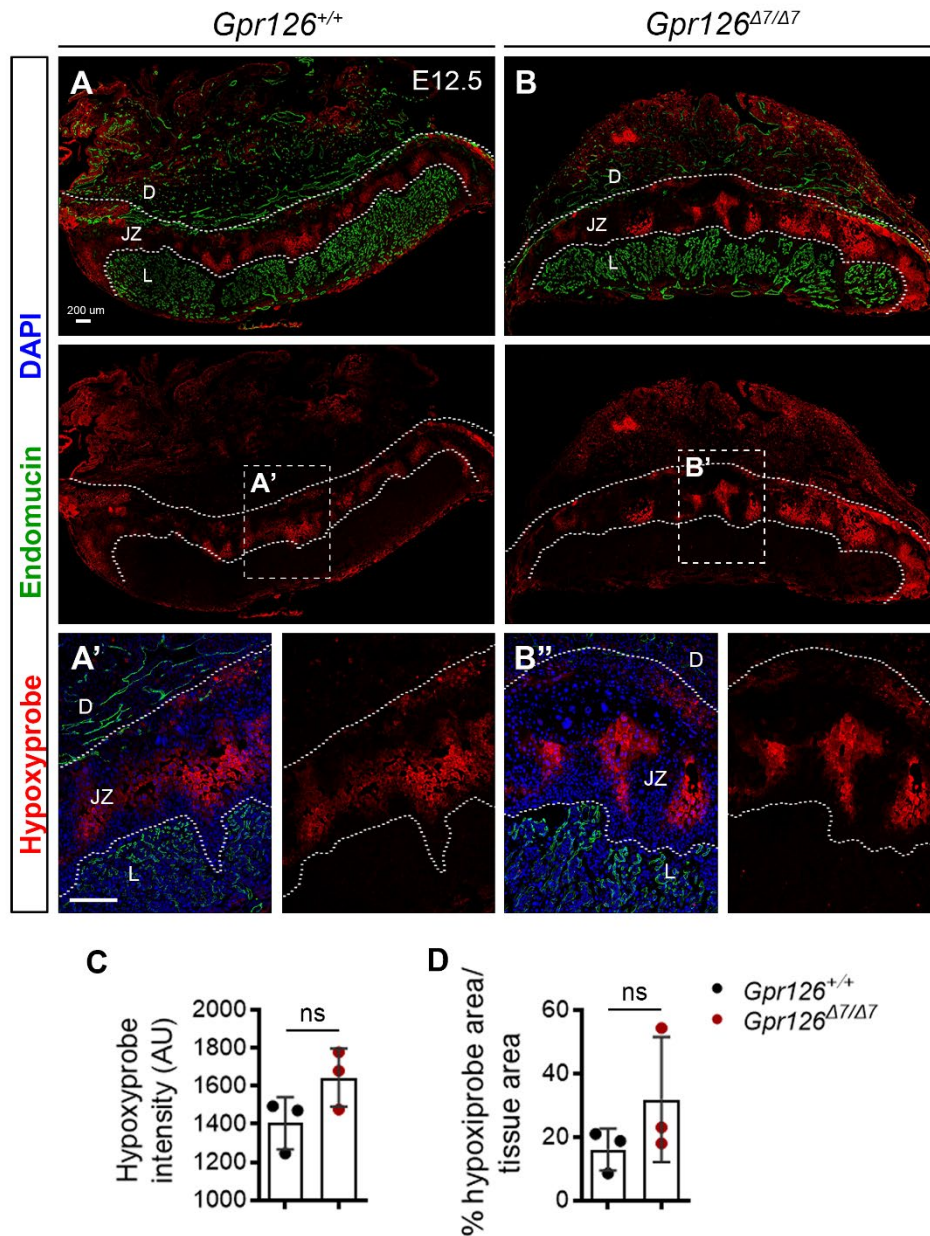 Gpr126+/+
Gpr126Δ7/Δ7
Hypoxyprobe Endomucin DAPI
A
E12.5
D
JZ
L
200 um
B
D
JZ
L
A’
B’
A’
D
JZ
L
B”
D
JZ
L
C
Hypoxyprobe
intensity (AU)
2000
1800
1600
1400
1200
1000
ns
D
% hypoxiprobe area/
tissue area
60
40
20
0
ns
Gpr126+/+
Gpr126Δ7/Δ7